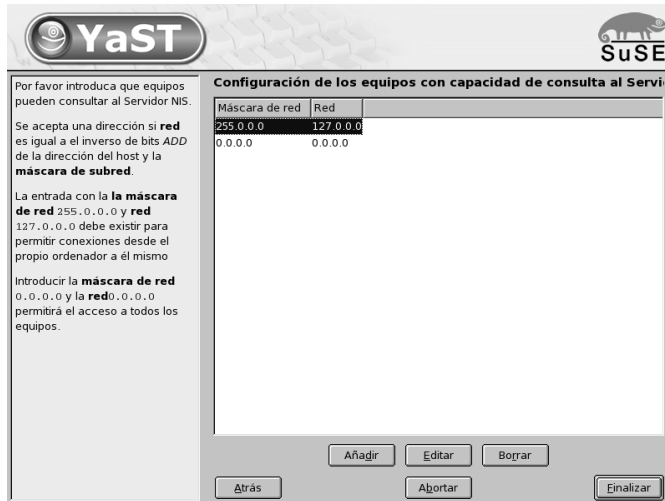 YaST
SuSE
Por favor introduca que equipos
pueden consultar al Servidor NIS.
Se acepta una dirección si red
es igual a el inverso de bits ADD
de la dirección del host y la
máscara de subred.
La entrada con la la máscara
de red 255.0.0.0 y red
127.0.0.0 debe existir para
permitir conexiones desde el
propio ordenador a él mismo
Introducir la máscara de red
0.0.0.0 y la red0.0.0.0
permitirá el acceso a todos los
equipos.
Configuración de los equipos con capacidad de consulta al Servi
Máscara de red Red
255.0.0.0 127.0.0.0
0.0.0.0 0.0.0.0
Añadir Editar Borrar
Atrás Abortar Finalizar